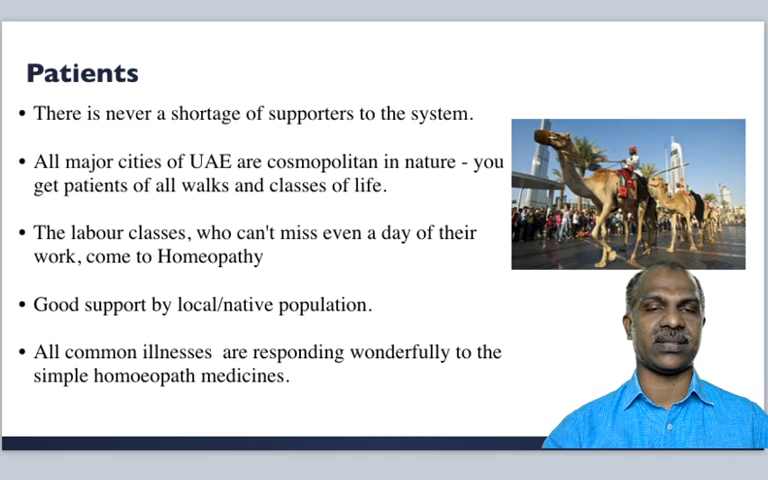 Patients
• There is never a shortage of supporters to the system.
• All major cities of UAE are cosmopolitan in nature - you
get patients of all walks and classes of life.
• The labour classes, who can't miss even a day of their
work, come to Homeopathy
• Good support by local/native population.
• All common illnesses  are responding wonderfully to the
simple homoeopath medicines.